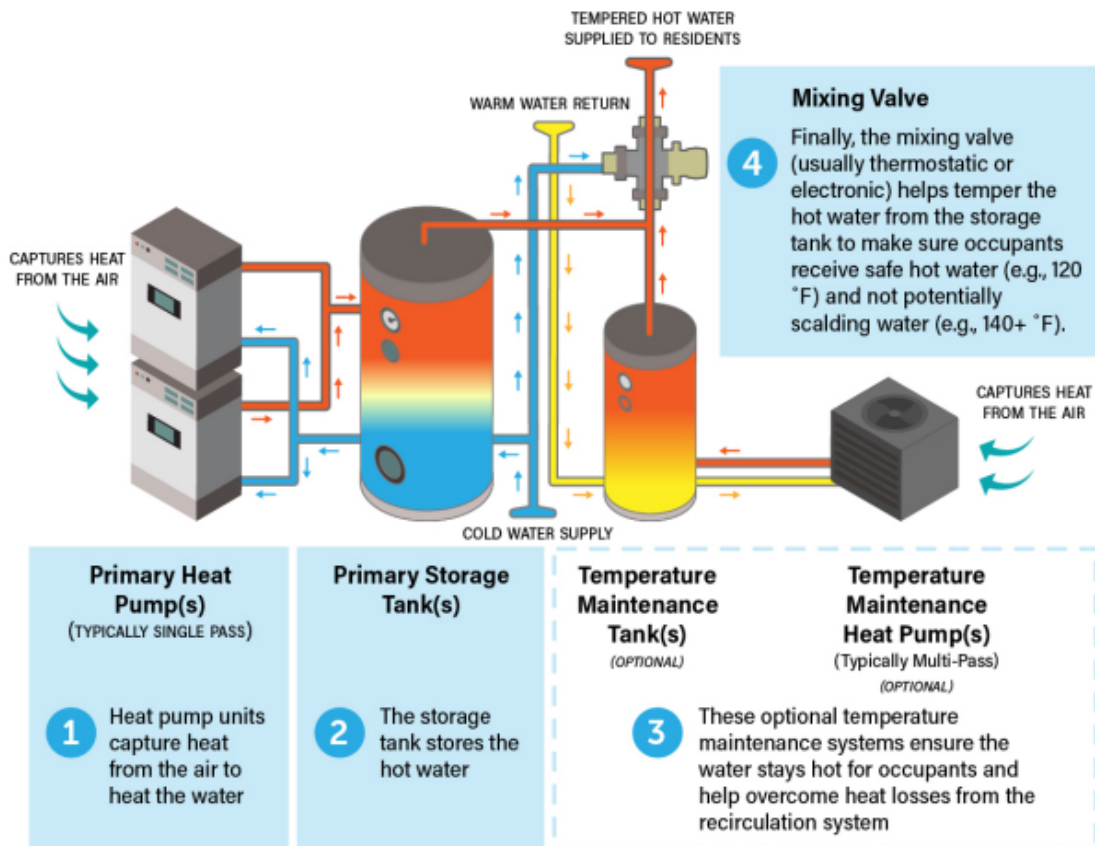 TEMPERED HOT WATER
SUPPLIED TO RESIDENTS
WARM WATER RETURN
Mixing Valve
4
Finally, the mixing valve
(usually thermostatic or
electronic) helps temper the
hot water from the storage
tank to make sure occupants
receive safe hot water (e.g., 120
˚F) and not potentially
scalding water (e.g., 140+ ˚F).
CAPTURES HEAT
FROM THE AIR
CAPTURES HEAT
FROM THE AIR
COLD WATER SUPPLY
Primary Heat
Pump(s)
(TYPICALLY SINGLE PASS)
1
Heat pump units
capture heat
from the air to
heat the water
Primary Storage
Tank(s)
2
The storage
tank stores the
hot water
Temperature
Maintenance
Tank(s)
(OPTIONAL)
Temperature
Maintenance
Heat Pump(s)
(Typically Multi-Pass)
(OPTIONAL)
3
These optional temperature
maintenance systems ensure the
water stays hot for occupants and
help overcome heat losses from the
recirculation system